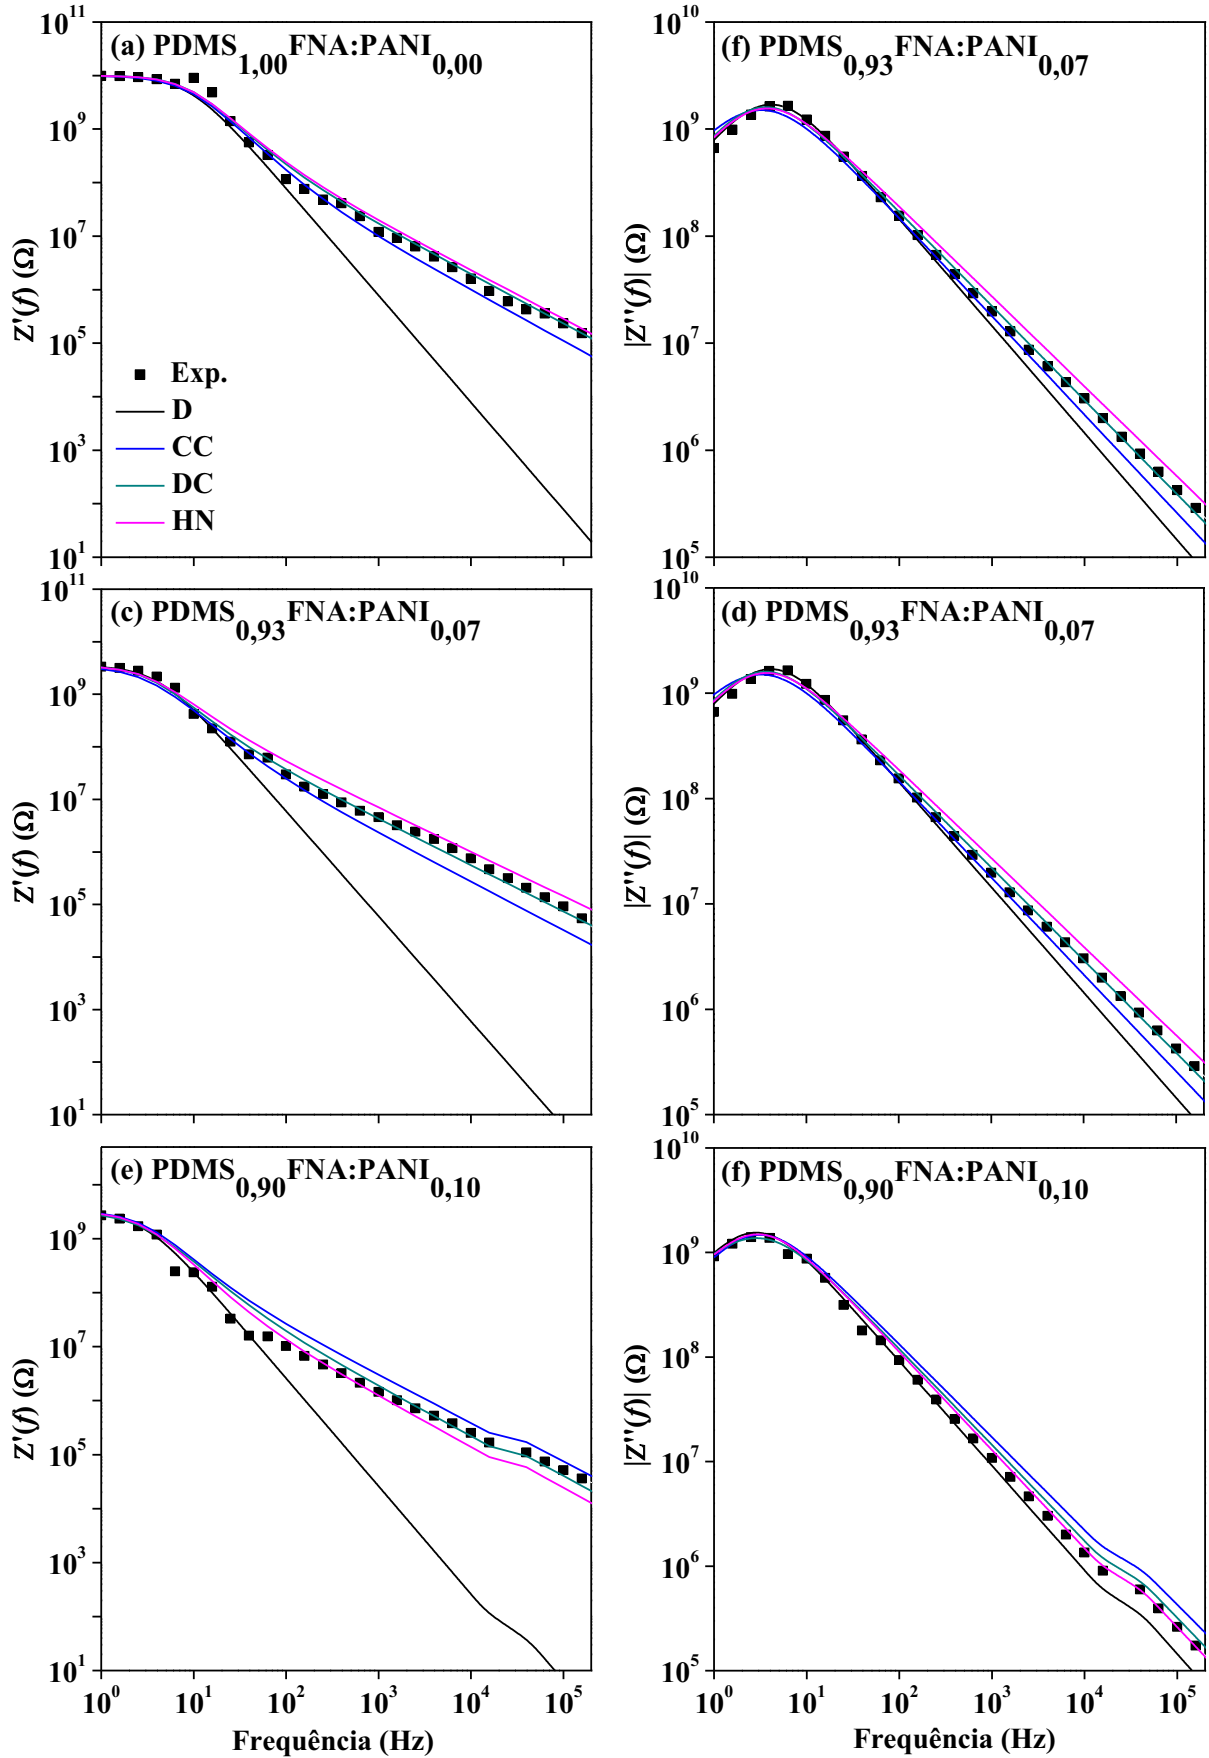 (a) PDMS1,00FNA:PANI0,00
10^11
10^9
10^7
10^5
10^3
10^1
Z'(f) (Ω)
Exp.
D
CC
DC
HN
(f) PDMS0,93FNA:PANI0,07
10^10
10^9
10^8
10^7
10^6
10^5
|Z''(f)| (Ω)
(c) PDMS0,93FNA:PANI0,07
10^11
10^9
10^7
10^5
10^3
10^1
Z'(f) (Ω)
(d) PDMS0,93FNA:PANI0,07
10^10
10^9
10^8
10^7
10^6
10^5
|Z''(f)| (Ω)
(e) PDMS0,90FNA:PANI0,10
10^9
10^7
10^5
10^3
10^1
Z'(f) (Ω)
10^0 10^1 10^2 10^3 10^4 10^5
Frequência (Hz)
(f) PDMS0,90FNA:PANI0,10
10^10
10^9
10^8
10^7
10^6
10^5
|Z''(f)| (Ω)
10^0 10^1 10^2 10^3 10^4 10^5
Frequência (Hz)